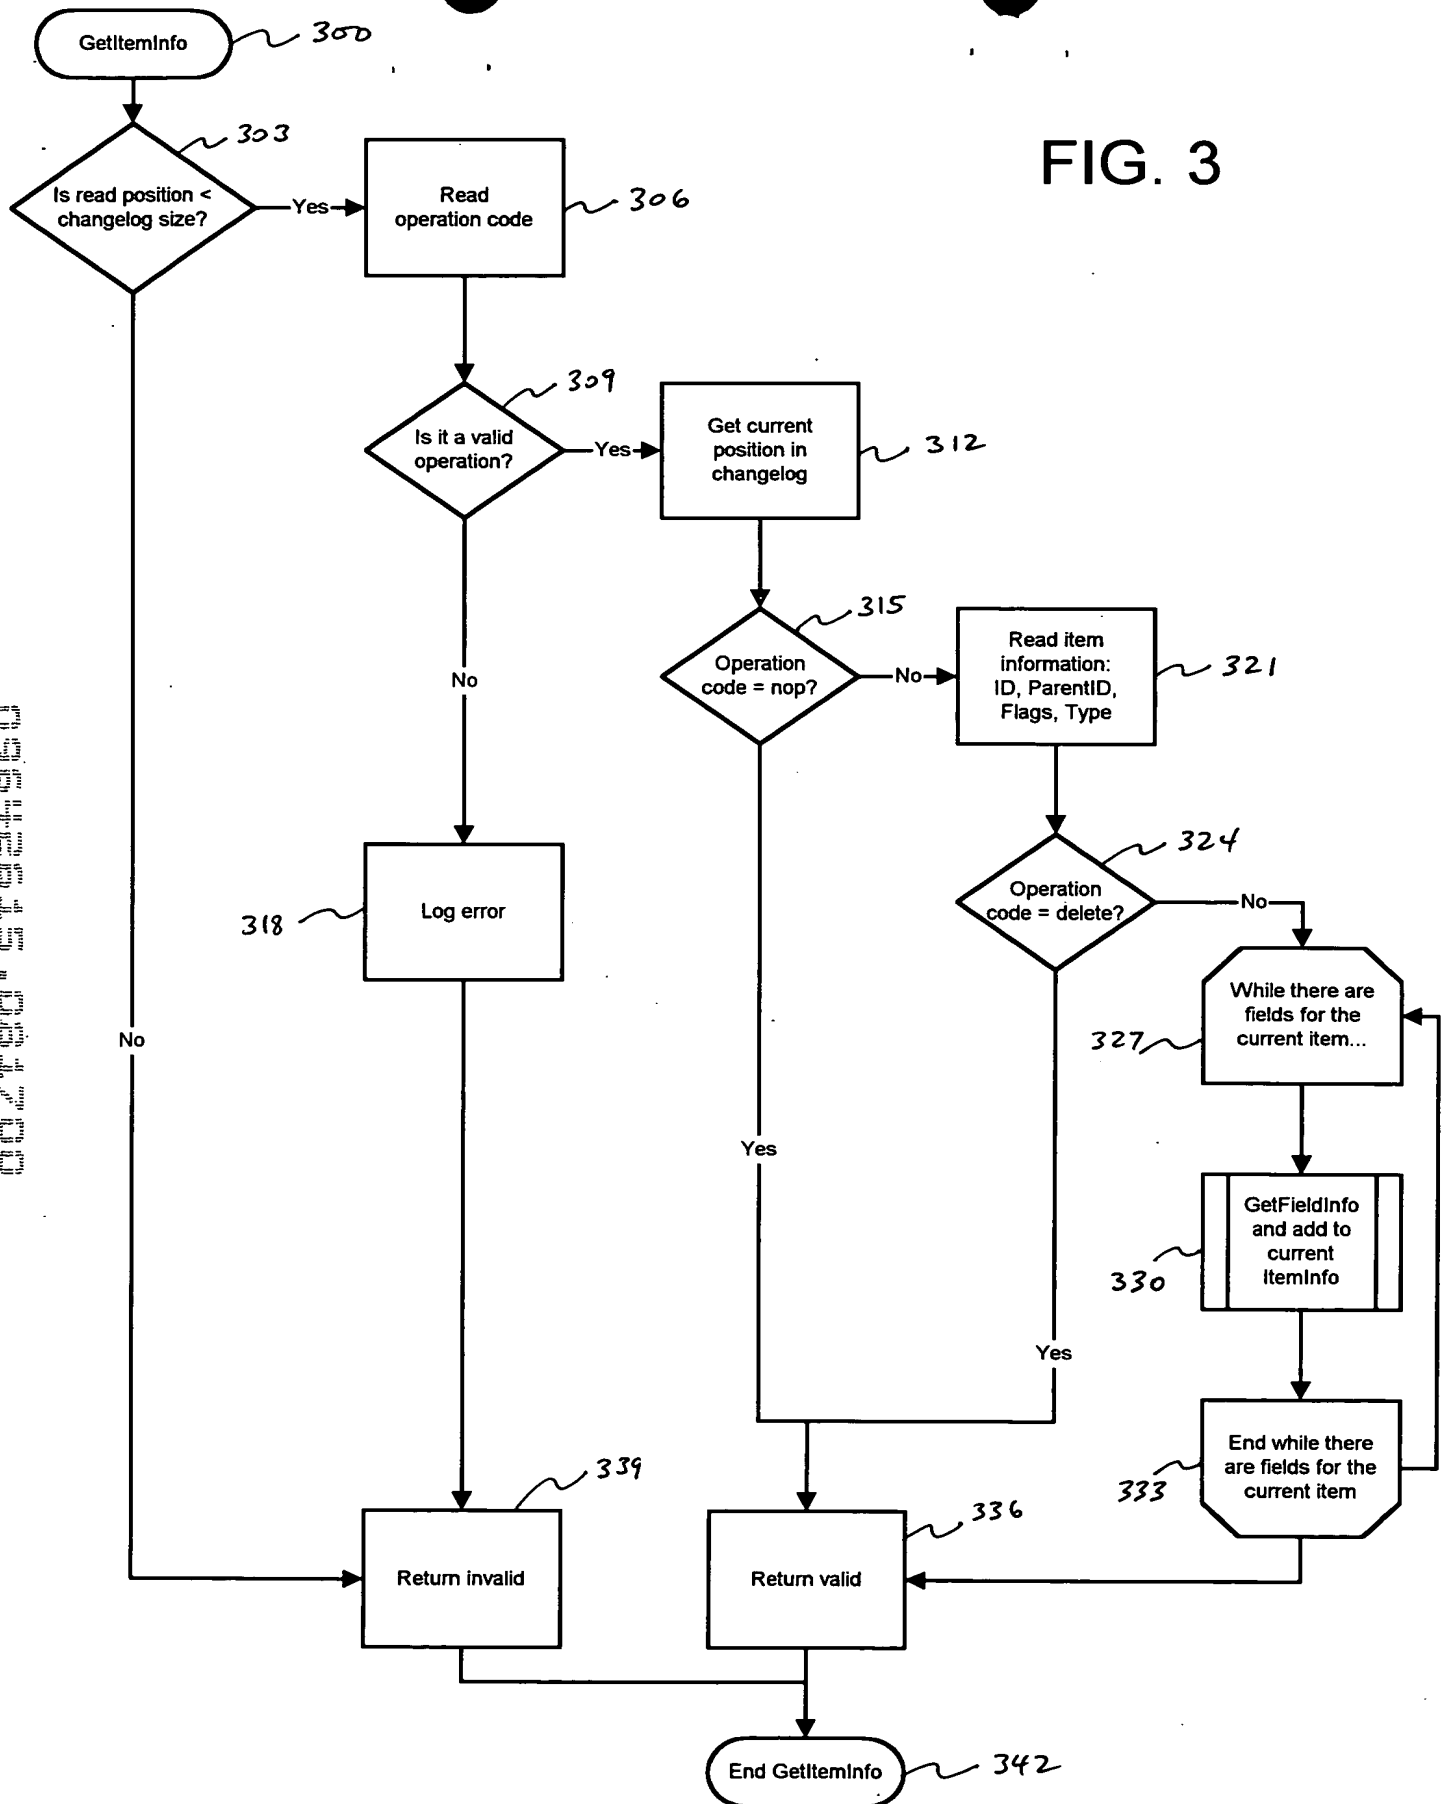 GetItemInfo
300
FIG. 3
303
Is read position <
changelog size?
Yes
Read
operation code
306
309
Is it a valid
operation?
Yes
Get current
position in
changelog
312
315
Operation
code = nop?
No
Read item
information:
ID, ParentID,
Flags, Type
321
No
324
Operation
code = delete?
No
318
Log error
While there are
fields for the
current item...
327
No
Yes
GetFieldInfo
and add to
current
ItemInfo
330
Yes
End while there
are fields for the
current item
333
339
Return invalid
336
Return valid
End GetItemInfo
342